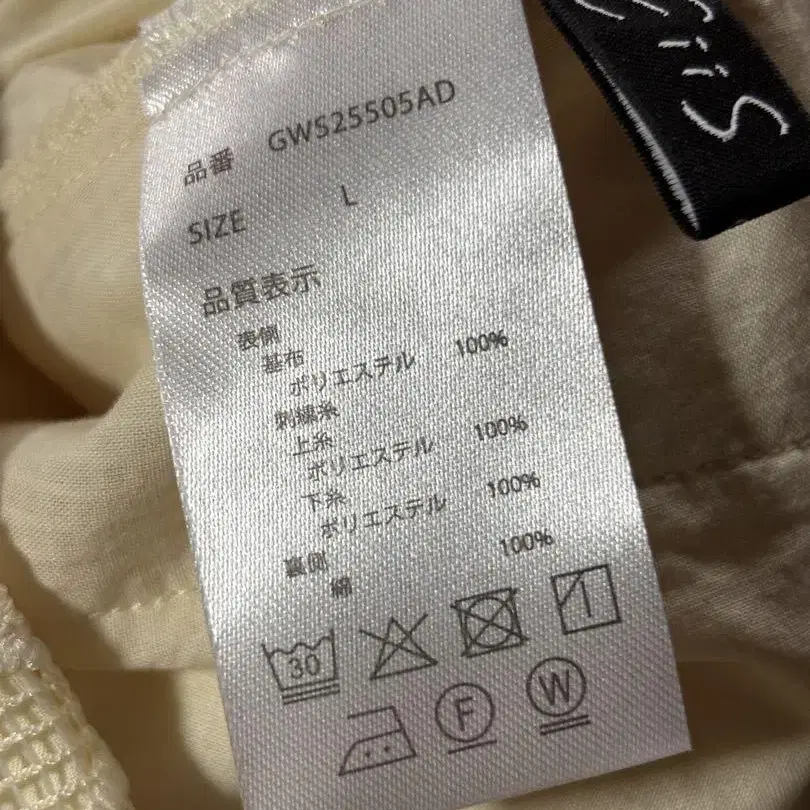 品番 GWS25S05AD
SIZE L
品質表示
表側
基布
ポリエステル 100%
刺繍糸
上糸
ポリエステル 100%
下糸
ポリエステル 100%
裏側
綿 100%
30
F
W